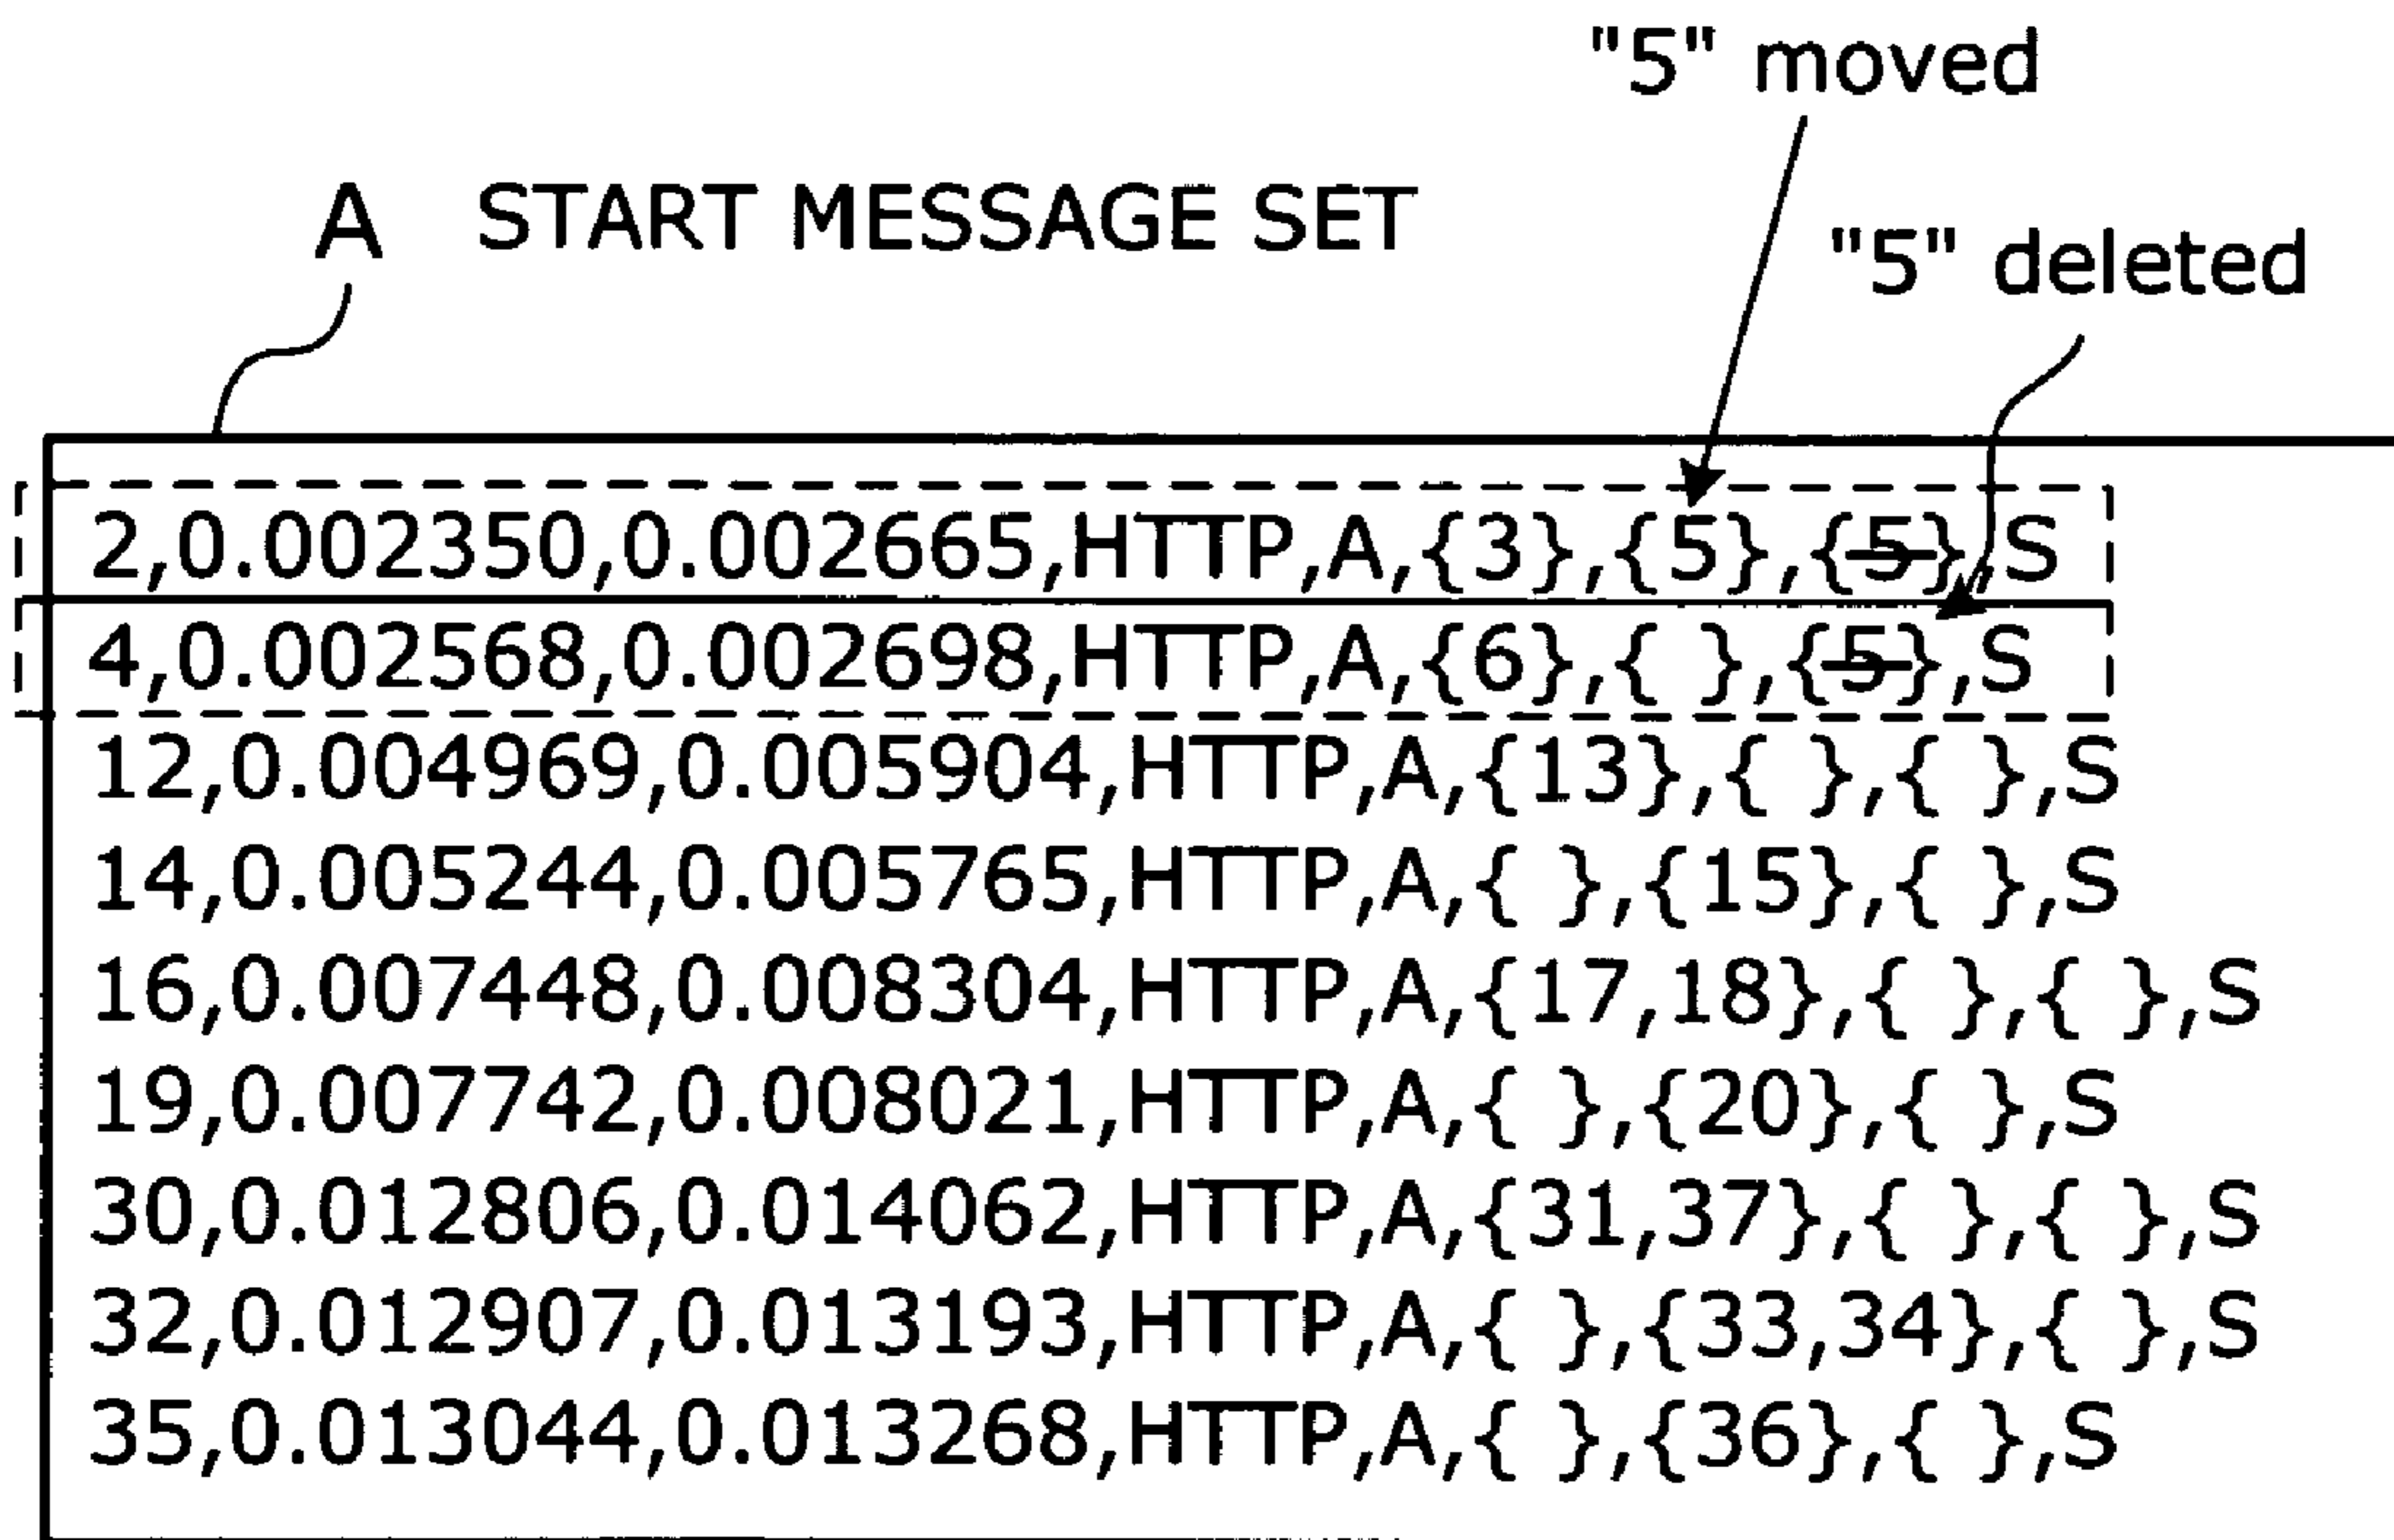 "5" moved
A START MESSAGE SET
"5" deleted
2,0.002350,0.002665,HTTP,A,{3},{5},{5},S
4,0.002568,0.002698,HTTP,A,{6},{ },{5},S
12,0.004969,0.005904,HTTP,A,{13},{ },{ },S
14,0.005244,0.005765,HTTP,A,{ },{15},{ },S
16,0.007448,0.008304,HTTP,A,{17,18},{ },{ },S
19,0.007742,0.008021,HTTP,A,{ },{20},{ },S
30,0.012806,0.014062,HTTP,A,{31,37},{ },{ },S
32,0.012907,0.013193,HTTP,A,{ },{33,34},{ },S
35,0.013044,0.013268,HTTP,A,{ },{36},{ },S